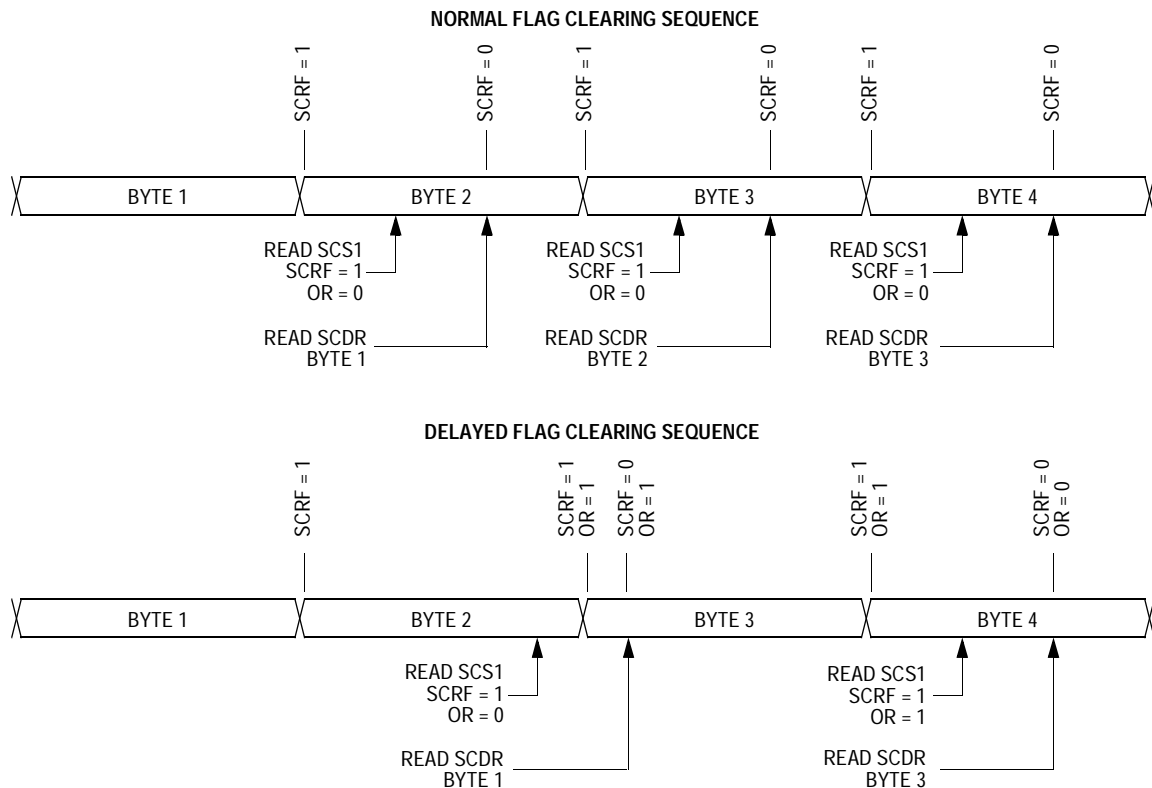 NORMAL FLAG CLEARING SEQUENCE
SCRF = 1
SCRF = 0
SCRF = 1
SCRF = 0
SCRF = 1
SCRF = 0
BYTE 1
BYTE 2
BYTE 3
BYTE 4
READ SCS1
SCRF = 1
OR = 0
READ SCS1
SCRF = 1
OR = 0
READ SCS1
SCRF = 1
OR = 0
READ SCDR
BYTE 1
READ SCDR
BYTE 2
READ SCDR
BYTE 3
DELAYED FLAG CLEARING SEQUENCE
SCRF = 1
SCRF = 1
OR = 1
SCRF = 0
OR = 1
SCRF = 1
OR = 1
SCRF = 0
OR = 0
BYTE 1
BYTE 2
BYTE 3
BYTE 4
READ SCS1
SCRF = 1
OR = 0
READ SCS1
SCRF = 1
OR = 1
READ SCDR
BYTE 1
READ SCDR
BYTE 3